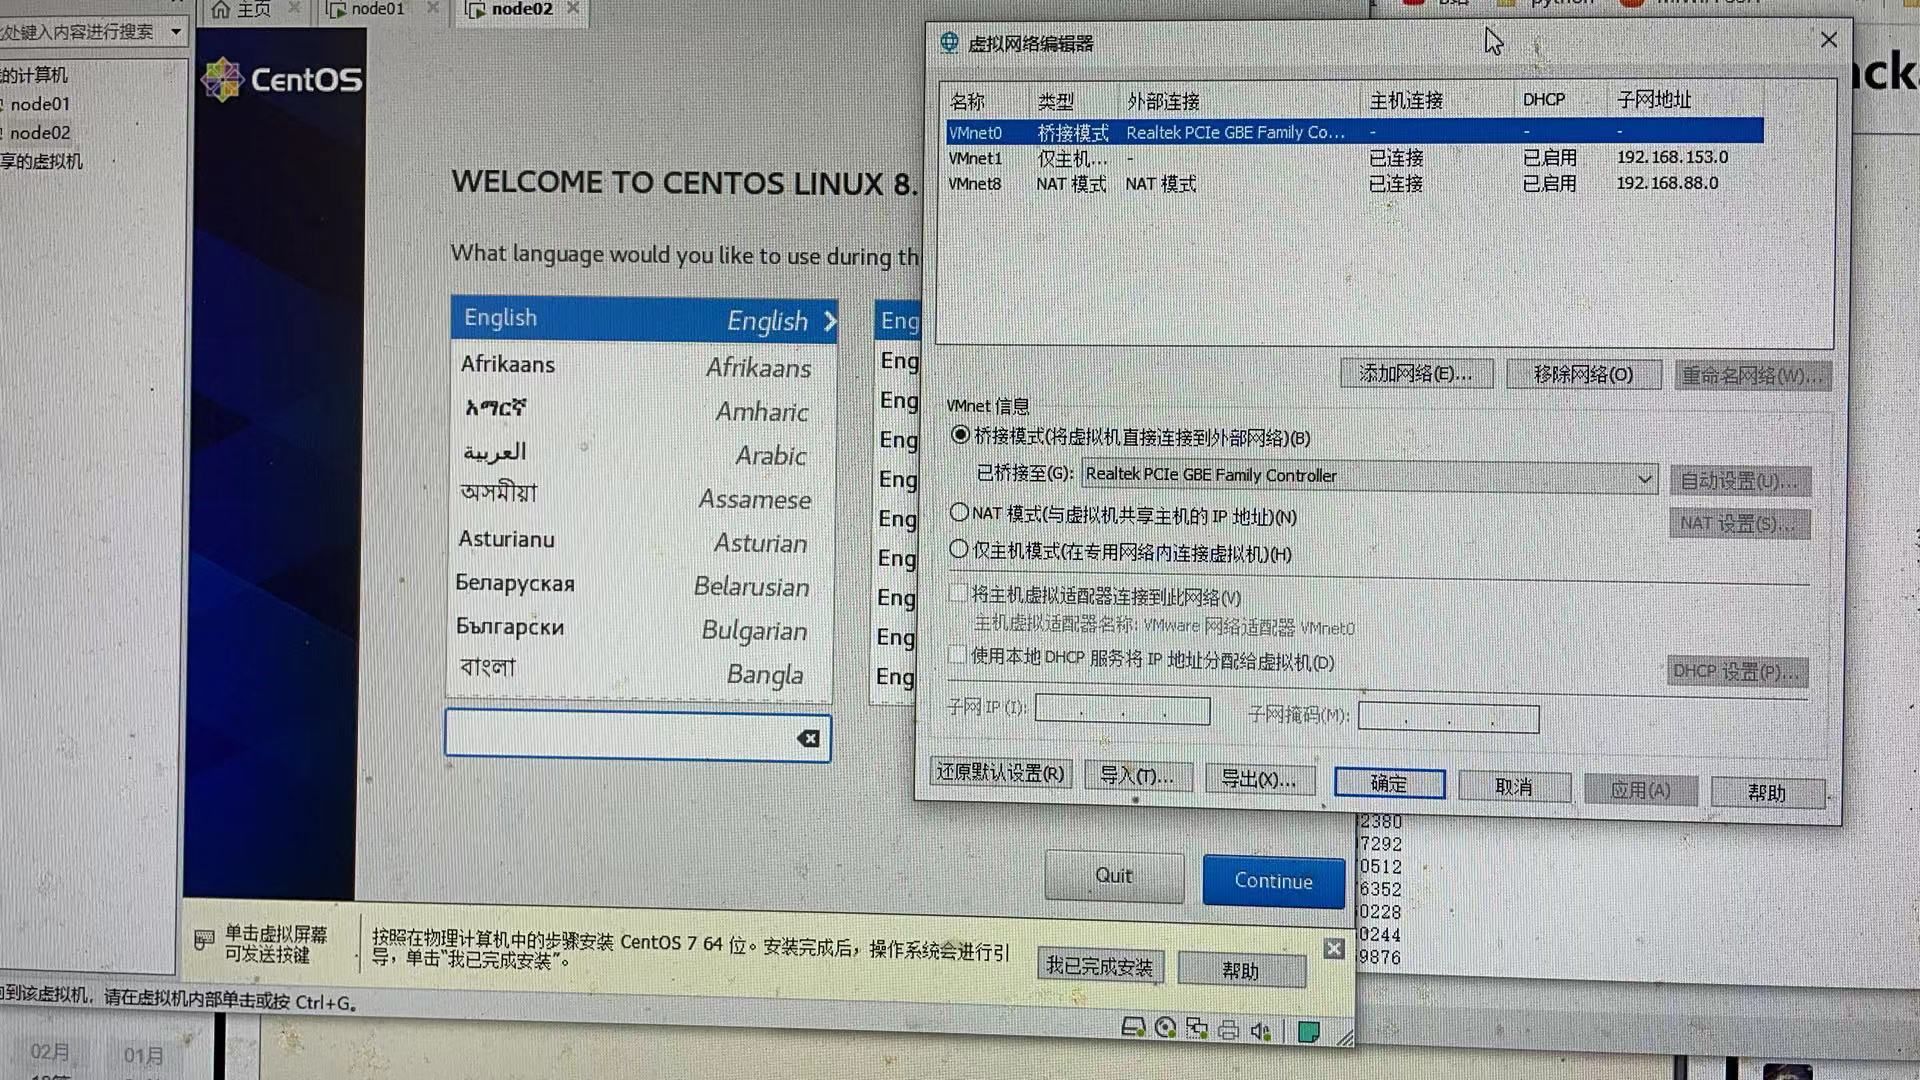 主页
node01
node02
处键入内容进行搜索
的计算机
node01
node02
享的虚拟机
CentOS
WELCOME TO CENTOS LINUX 8.
What language would you like to use during th
English English
Afrikaans Afrikaans
አማርኛ Amharic
العربية Arabic
অসমীয়া Assamese
Asturianu Asturian
Беларуская Belarusian
Български Bulgarian
বাংলা Bangla
Eng
Eng
Eng
Eng
Eng
Eng
Eng
Eng
Eng
Eng
Quit
Continue
虚拟网络编辑器
名称 类型 外部连接 主机连接 DHCP 子网地址
VMnet0 桥接模式 Realtek PCIe GBE Family Co... - - -
VMnet1 仅主机... - 已连接 已启用 192.168.153.0
VMnet8 NAT 模式 NAT 模式 已连接 已启用 192.168.88.0
添加网络(E)... 移除网络(O) 重命名网络(W)...
VMnet 信息
桥接模式(将虚拟机直接连接到外部网络)(B)
已桥接至(G): Realtek PCIe GBE Family Controller 自动设置(U)...
NAT 模式(与虚拟机共享主机的 IP 地址)(N) NAT 设置(S)...
仅主机模式(在专用网络内连接虚拟机)(H)
将主机虚拟适配器连接到此网络(V)
主机虚拟适配器名称: VMware 网络适配器 VMnet0
使用本地 DHCP 服务将 IP 地址分配给虚拟机(D) DHCP 设置(P)...
子网 IP (I): . . . 子网掩码(M): . . .
还原默认设置(R) 导入(T)... 导出(X)... 确定 取消 应用(A) 帮助
ck
2380
7292
0512
6352
0228
0244
9876
单击虚拟屏幕
可发送按键
按照在物理计算机中的步骤安装 CentOS 7 64 位。安装完成后，操作系统会进行引
导，单击“我已完成安装”。
我已完成安装
帮助
到该虚拟机，请在虚拟机内部单击或按 Ctrl+G。
02月 01月